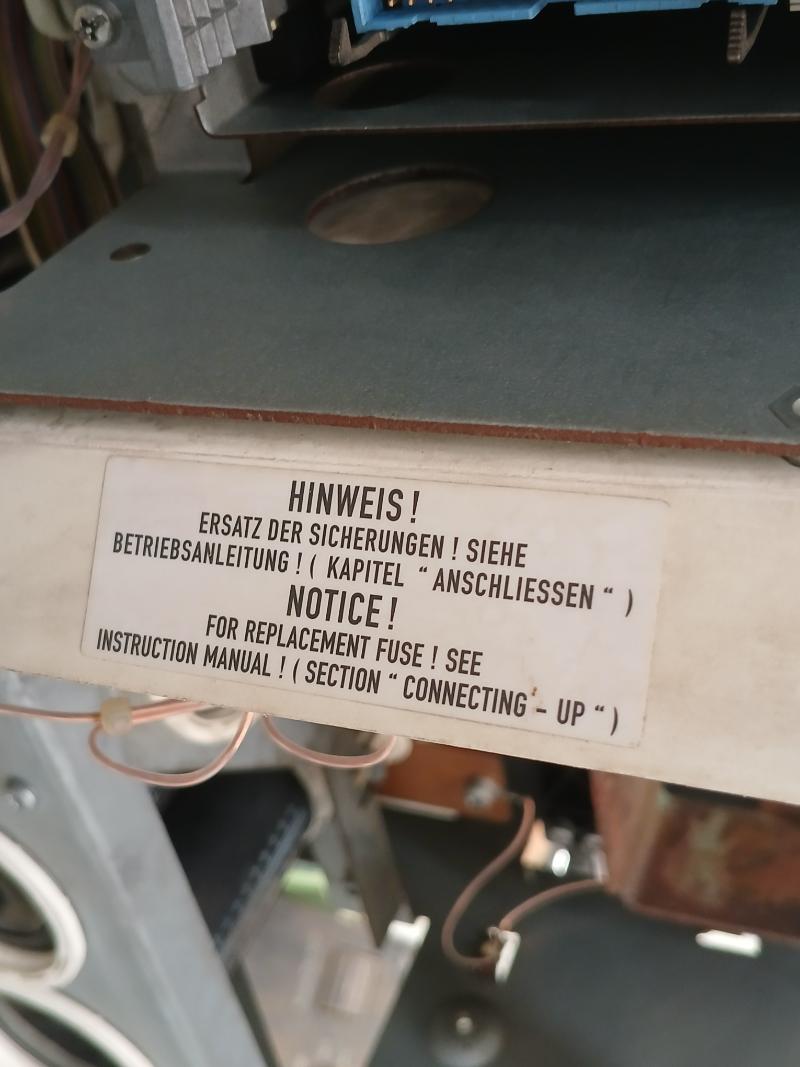 HINWEIS !
ERSATZ DER SICHERUNGEN ! SIEHE
BETRIEBSANLEITUNG ! ( KAPITEL “ ANSCHLIESSEN “ )
NOTICE !
FOR REPLACEMENT FUSE ! SEE
INSTRUCTION MANUAL ! ( SECTION “ CONNECTING - UP “ )